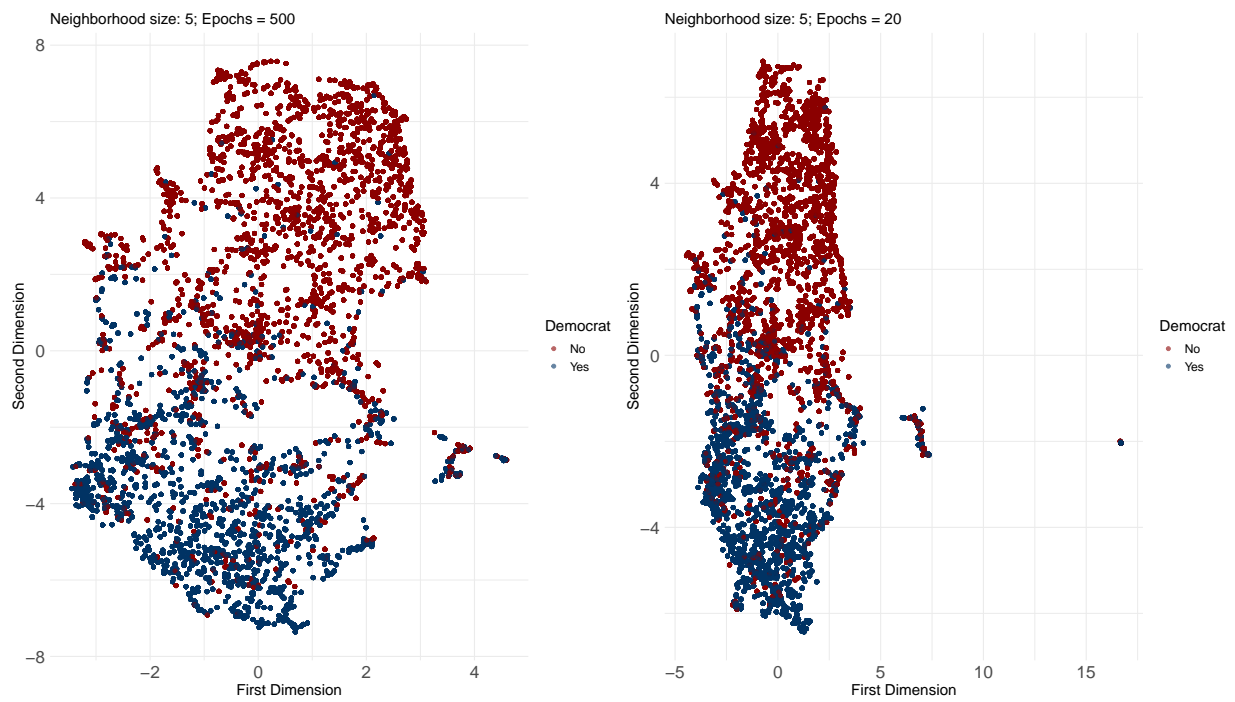 Neighborhood size: 5; Epochs = 500
8
4
0
−4
−8
Second Dimension
−2
0
2
4
First Dimension
Democrat
No
Yes
Neighborhood size: 5; Epochs = 20
4
0
−4
Second Dimension
−5
0
5
10
15
First Dimension
Democrat
No
Yes